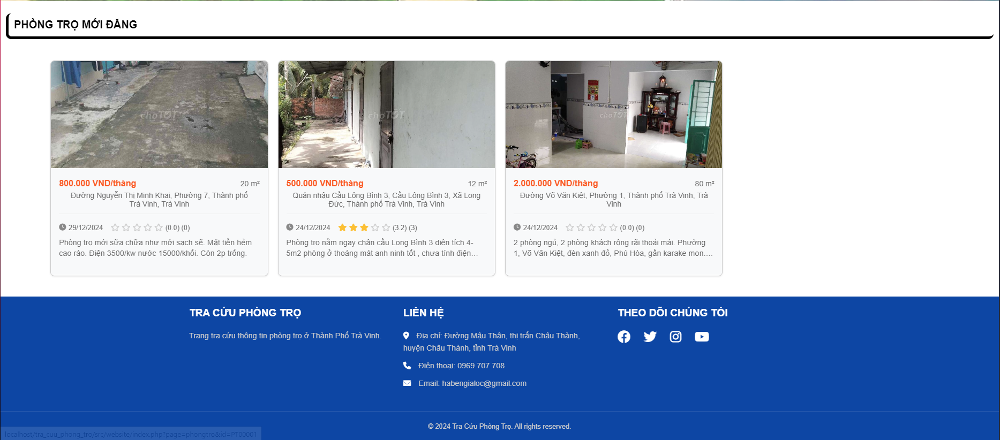 PHÒNG TRỌ MỚI ĐĂNG
choTỐT
choTỐT
choTỐT
800.000 VND/tháng
20 m²
Đường Nguyễn Thị Minh Khai, Phường 7, Thành phố
Trà Vinh, Trà Vinh
29/12/2024
(0.0) (0)
Phòng trọ mới sữa chữa như mới sạch sẽ. Mặt tiền hẻm
cao ráo. Điện 3500/kw nước 15000/khối. Còn 2p trống.
500.000 VND/tháng
12 m²
Quán nhậu Cầu Lông Bình 3, Cầu Lông Bình 3, Xã Long
Đức, Thành phố Trà Vinh, Trà Vinh
24/12/2024
(3.2) (3)
Phòng trọ nằm ngay chân cầu Long Bình 3 diện tích 4-
5m2 phòng ở thoáng mát anh ninh tốt , chưa tính điện…
2.000.000 VND/tháng
80 m²
Đường Võ Văn Kiệt, Phường 1, Thành phố Trà Vinh, Trà
Vinh
24/12/2024
(0.0) (0)
2 phòng ngủ, 2 phòng khách rộng rãi thoải mái. Phường
1, Võ Văn Kiệt, đèn xanh đỏ, Phú Hòa, gần karake mon.…
TRA CỨU PHÒNG TRỌ
Trang tra cứu thông tin phòng trọ ở Thành Phố Trà Vinh.
LIÊN HỆ
Địa chỉ: Đường Mậu Thân, thị trấn Châu Thành,
huyện Châu Thành, tỉnh Trà Vinh
Điện thoại: 0969 707 708
Email: habengialoc@gmail.com
THEO DÕI CHÚNG TÔI
© 2024 Tra Cứu Phòng Trọ. All rights reserved.
localhost/tra_cuu_phong_tro/src/website/index.php?page=phongtro&id=PT00001